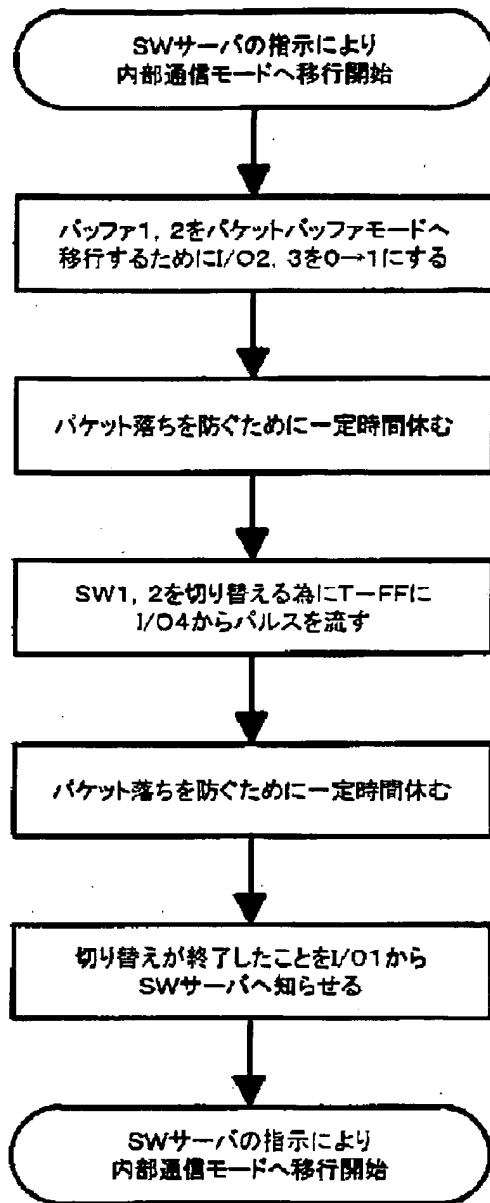 SWサーバの指示により
内部通信モードへ移行開始
バッファ1, 2をパケットバッファモードへ
移行するためにI/O2, 3を0→1にする
パケット落ちを防ぐために一定時間休む
SW1, 2を切り替える為にT－FFに
I/O4からパルスを流す
パケット落ちを防ぐために一定時間休む
切り替えが終了したことをI/O1から
SWサーバへ知らせる
SWサーバの指示により
内部通信モードへ移行開始